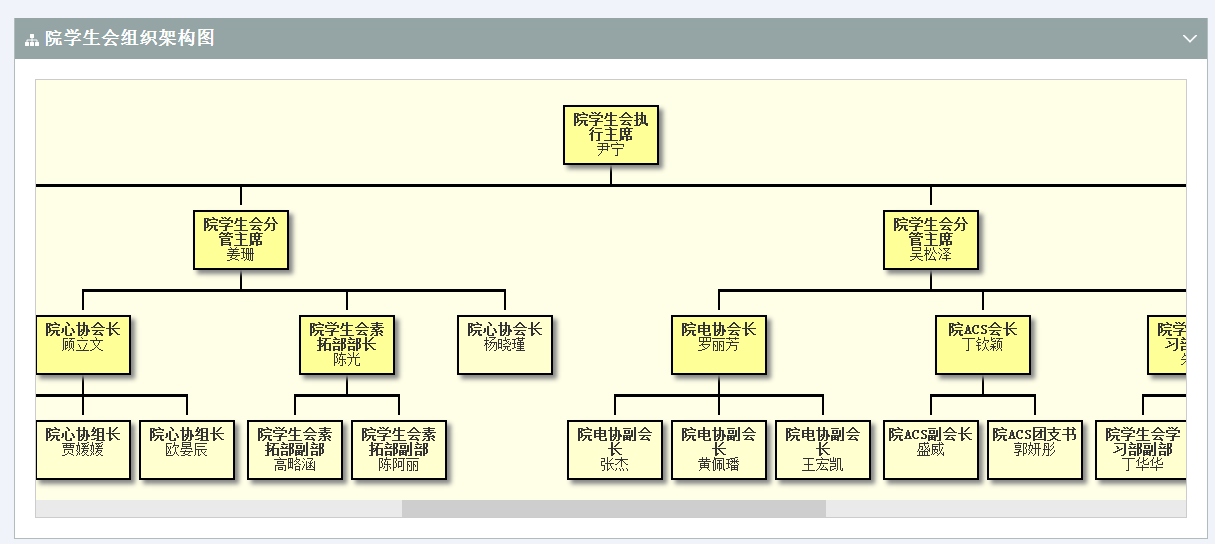 院学生会组织架构图
院学生会执
行主席
尹宁
院学生会分
管主席
姜珊
院学生会分
管主席
吴松泽
院心协会长
顾立文
院学生会素
拓部部长
陈光
院心协会长
杨晓瑾
院电协会长
罗丽芳
院ACS会长
丁钦颖
院学
习部
院心协组长
贾媛媛
院心协组长
欧晏辰
院学生会素
拓部副部
高略涵
院学生会素
拓部副部
陈阿丽
院电协副会
长
张杰
院电协副会
长
黄佩璠
院电协副会
长
王宏凯
院ACS副会长
盛威
院ACS团支书
郭妍彤
院学生会学
习部副部
丁华华